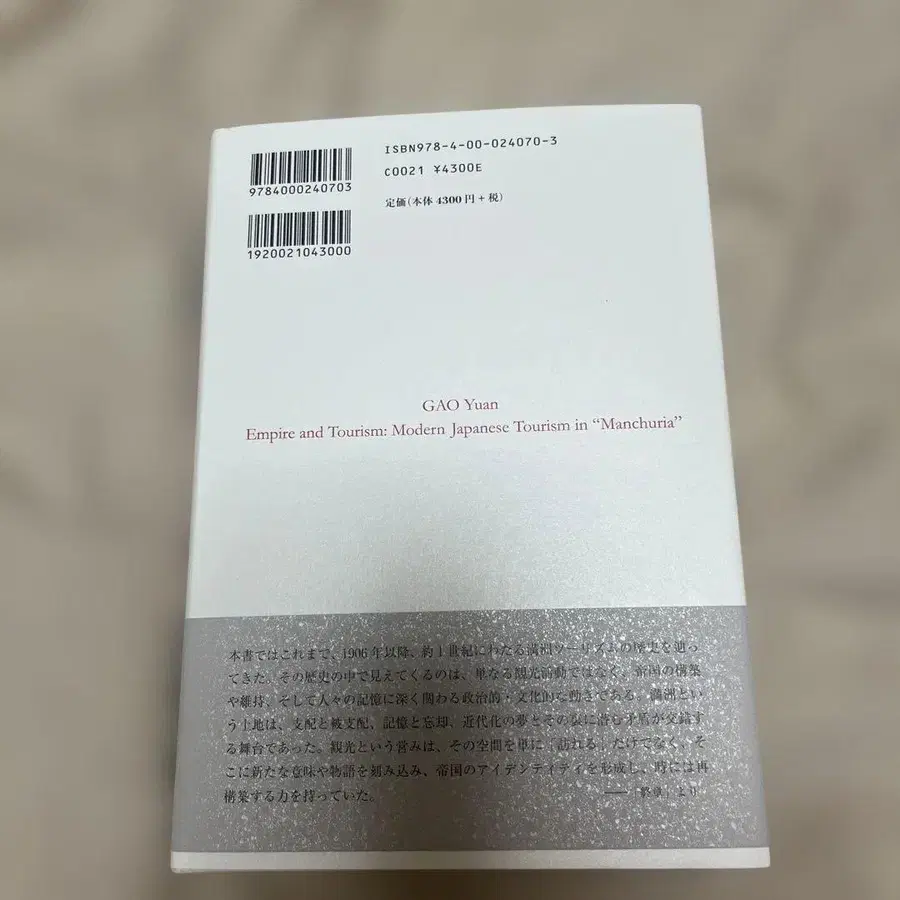 ISBN978-4-00-024070-3
C0021 ¥4300E
定価(本体 4300 円 + 税)
9784000240703
1920021043000
GAO Yuan
Empire and Tourism: Modern Japanese Tourism in “Manchuria”
本書ではこれまで、1906 年以降、約 1 世紀にわたる満洲ツーリズムの歴史を辿っ
てきた。その歴史の中で見えてくるのは、単なる観光活動ではなく、帝国の構築
や維持、そして人々の記憶に深く関わる政治的・文化的な動きである。満洲とい
う土地は、支配と被支配、記憶と忘却、近代化の夢とその裏に潜む矛盾が交錯す
る舞台であった。観光という営みは、その空間を単に「訪れる」だけでなく、そ
こに新たな意味や物語を刻み込み、帝国のアイデンティティを形成し、時には再
構築する力を持っていた。
──「終章」より